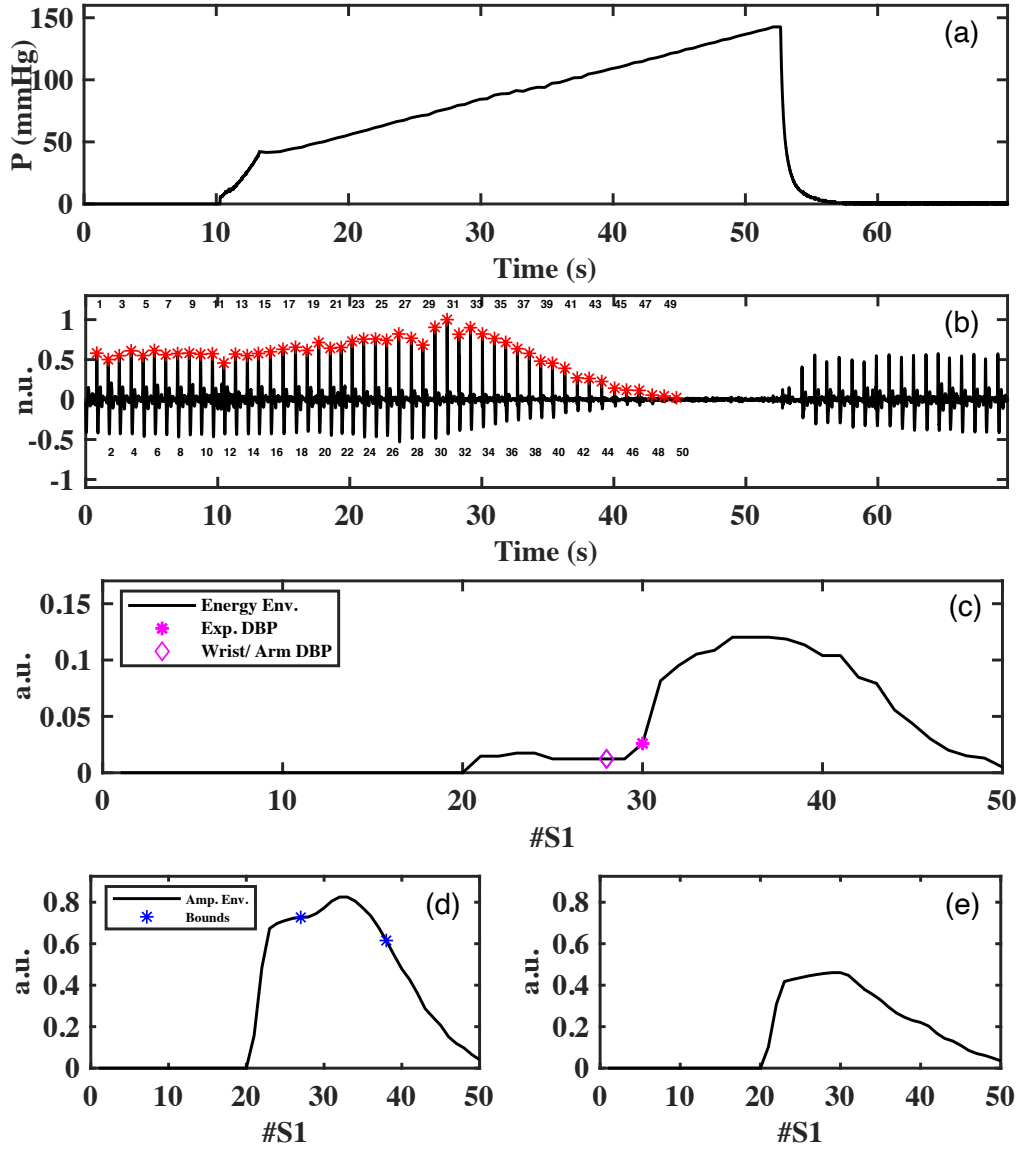 150
100
50
0
P (mmHg)
(a)
0 10 20 30 40 50 60
Time (s)
1 3 5 7 9 11 13 15 17 19 21 23 25 27 29 31 33 35 37 39 41 43 45 47 49
1
0.5
0
-0.5
-1
n.u.
(b)
2 4 6 8 10 12 14 16 18 20 22 24 26 28 30 32 34 36 38 40 42 44 46 48 50
0 10 20 30 40 50 60
Time (s)
0.15
0.1
0.05
0
a.u.
Energy Env.
Exp. DBP
Wrist/ Arm DBP
(c)
0 10 20 30 40 50
#S1
0.8
0.6
0.4
0.2
0
a.u.
Amp. Env.
Bounds
(d)
0 10 20 30 40 50
#S1
0.8
0.6
0.4
0.2
0
a.u.
(e)
0 10 20 30 40 50
#S1